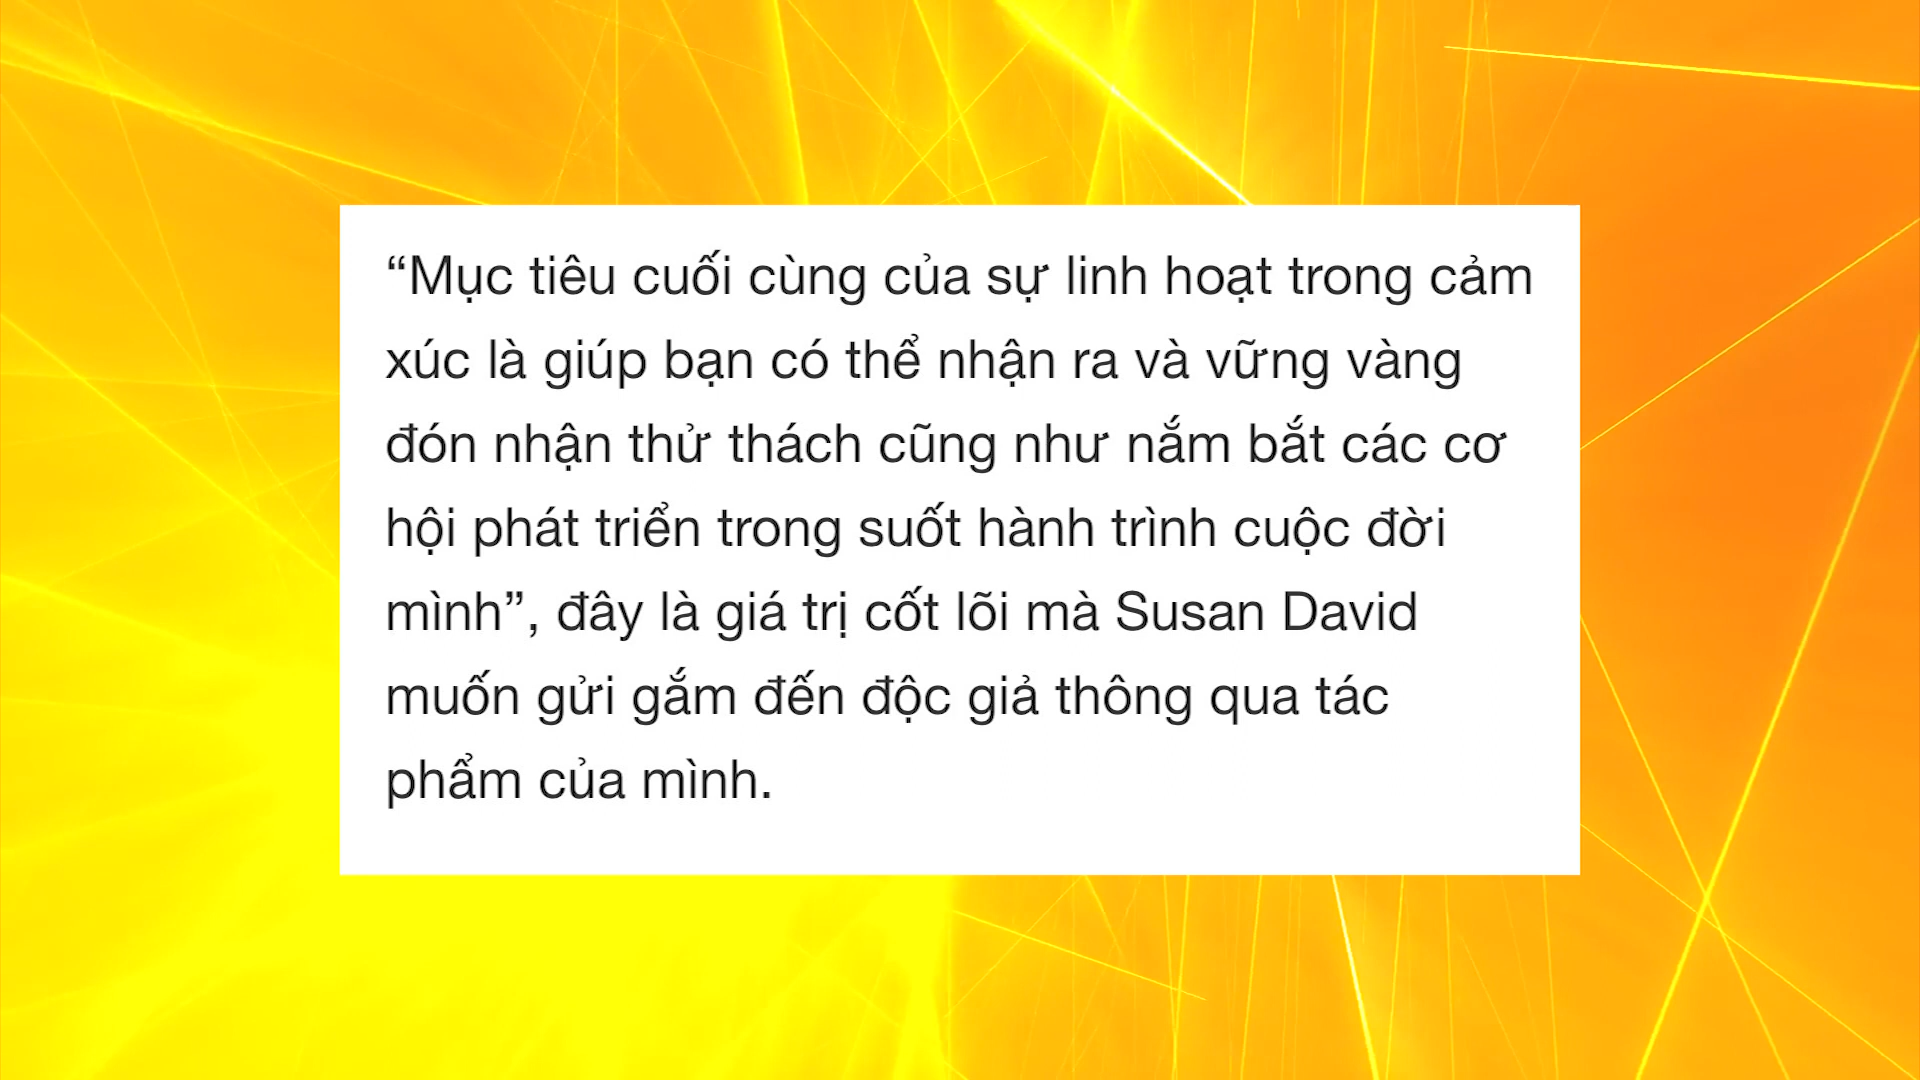 “Mục tiêu cuối cùng của sự linh hoạt trong cảm
xúc là giúp bạn có thể nhận ra và vững vàng
đón nhận thử thách cũng như nắm bắt các cơ
hội phát triển trong suốt hành trình cuộc đời
mình”, đây là giá trị cốt lõi mà Susan David
muốn gửi gắm đến độc giả thông qua tác
phẩm của mình.